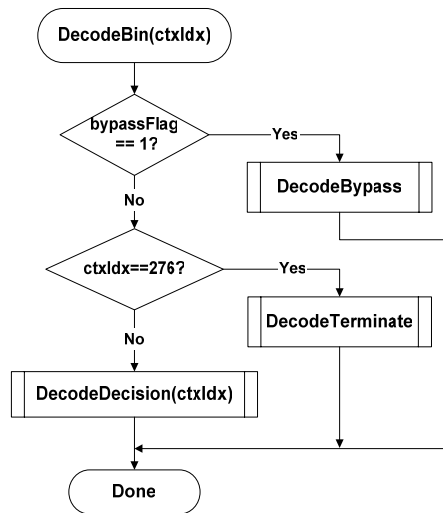 DecodeBin(ctxIdx)
bypassFlag
== 1?
Yes
DecodeBypass
No
ctxIdx==276?
Yes
DecodeTerminate
No
DecodeDecision(ctxIdx)
Done